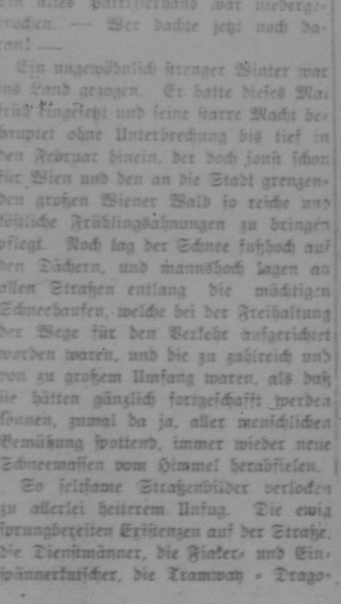 ein altes Patrizierhaus war niederge-
brochen. — Wer dachte jetzt noch da-
ran! —
Ein ungewöhnlich strenger Winter war
ins Land gezogen. Er hatte dieses Mal
früh eingesetzt und seine starre Macht be-
hauptet ohne Unterbrechung bis tief in
den Februar hinein, der doch sonst schon
für Wien und den an die Stadt grenzen-
den großen Wiener Wald so reiche und
köstliche Frühlingsahnungen zu bringen
pflegt. Noch lag der Schnee fußhoch auf
den Dächern, und mannshoch lagen an
allen Straßen entlang die mächtigen
Schneehaufen, welche bei der Freihaltung
der Wege für den Verkehr aufgerichtet
worden waren, und die zu zahlreich und
von zu großem Umfang waren, als daß
sie hätten gänzlich fortgeschafft werden
können, zumal da ja, aller menschlichen
Bemühung spottend, immer wieder neue
Schneemassen vom Himmel herabfielen.
So seltsame Straßenbilder verlocken
zu allerlei heiterem Unfug. Die ewig
sprungbereiten Existenzen auf der Straße,
die Dienstmänner, die Fiaker- und Ein-
spännerkutscher, die Tramway-Drago-